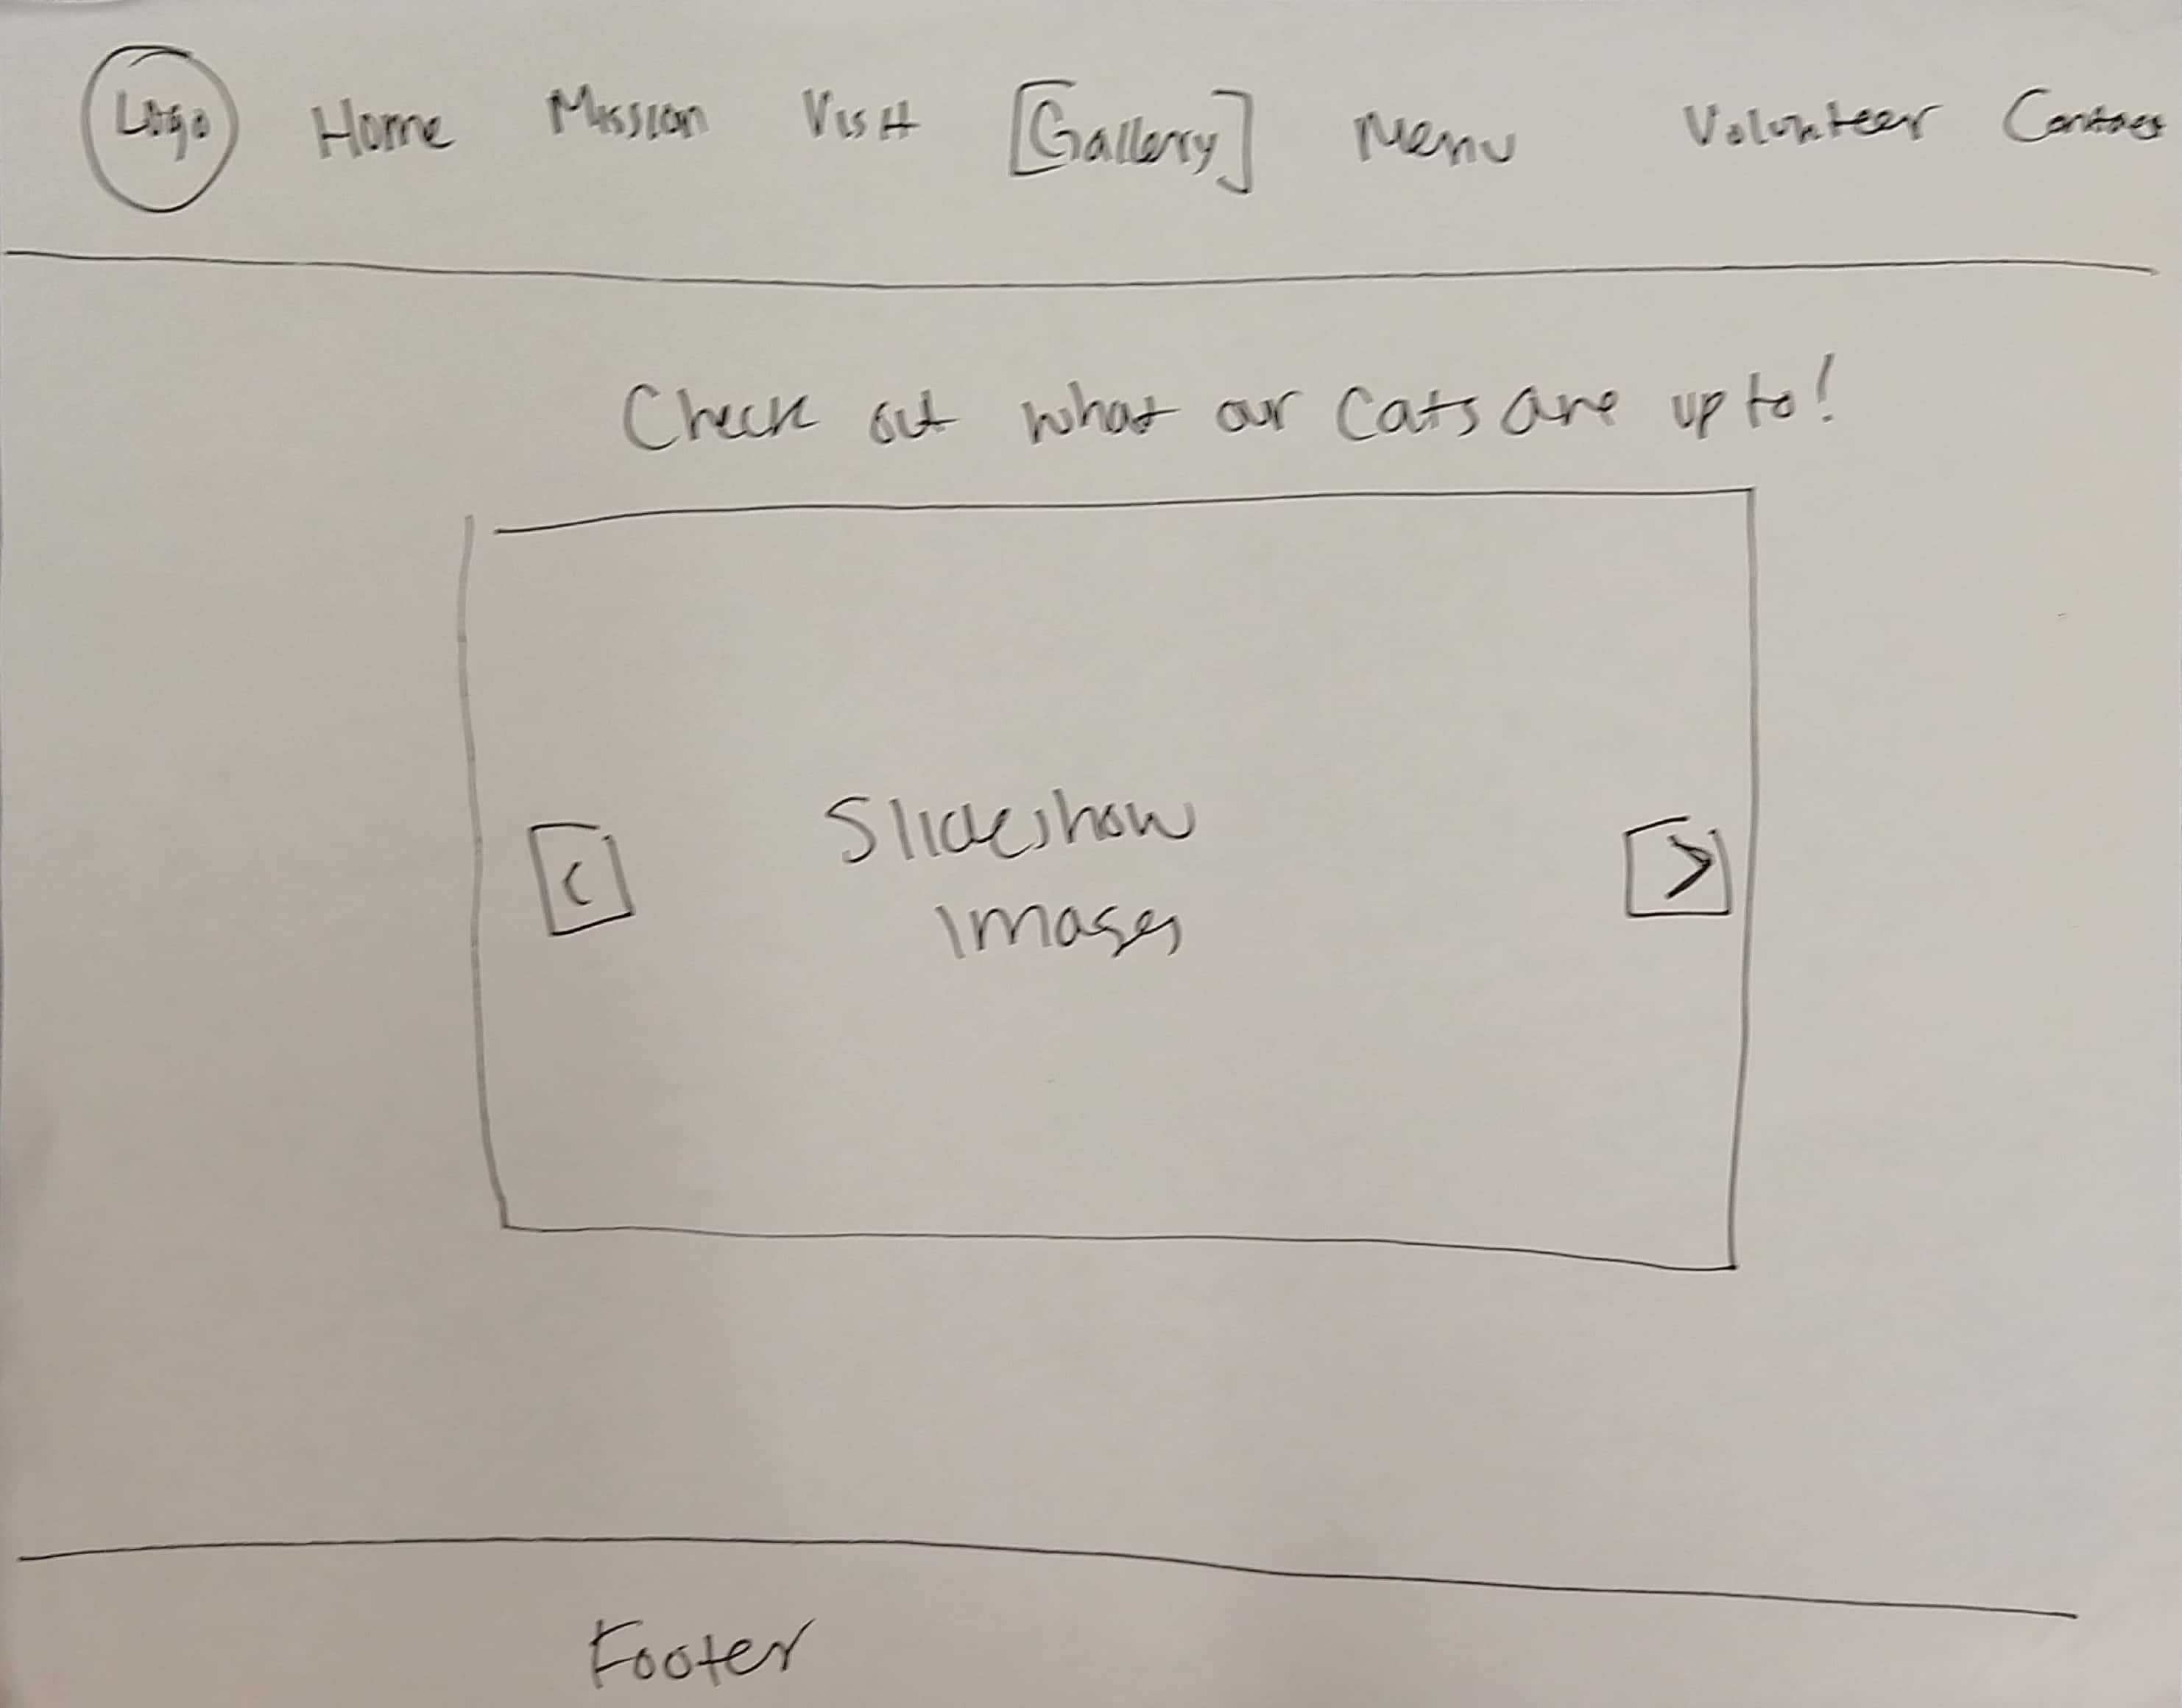 Logo Home Mission Visit [Gallery] Menu Volunteer Contact
Check out what our cats are up to!
< Slideshow >
Images
Footer